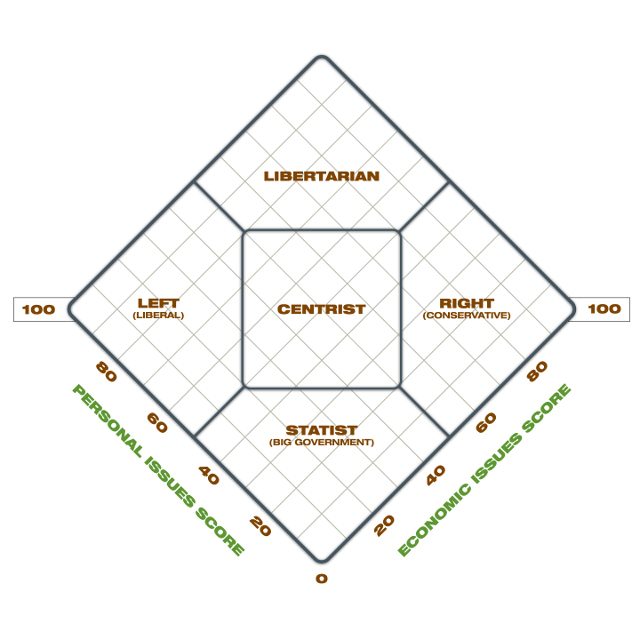 LIBERTARIAN
LEFT
(LIBERAL)
CENTRIST
RIGHT
(CONSERVATIVE)
100
100
80
80
60
60
STATIST
(BIG GOVERNMENT)
40
40
20
20
0
PERSONAL ISSUES SCORE
ECONOMIC ISSUES SCORE